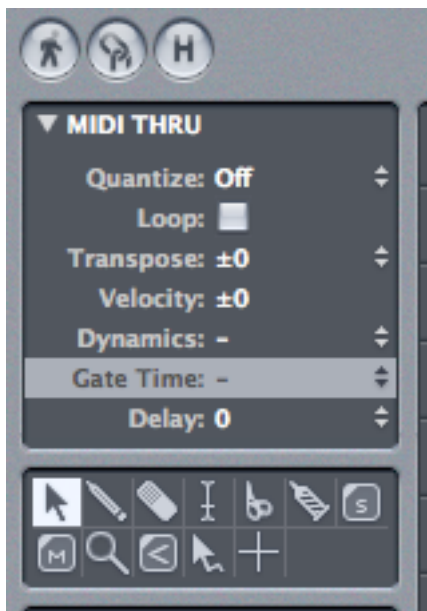 H
MIDI THRU
Quantize: Off
Loop:
Transpose: ±0
Velocity: ±0
Dynamics: –
Gate Time: –
Delay: 0
S
M